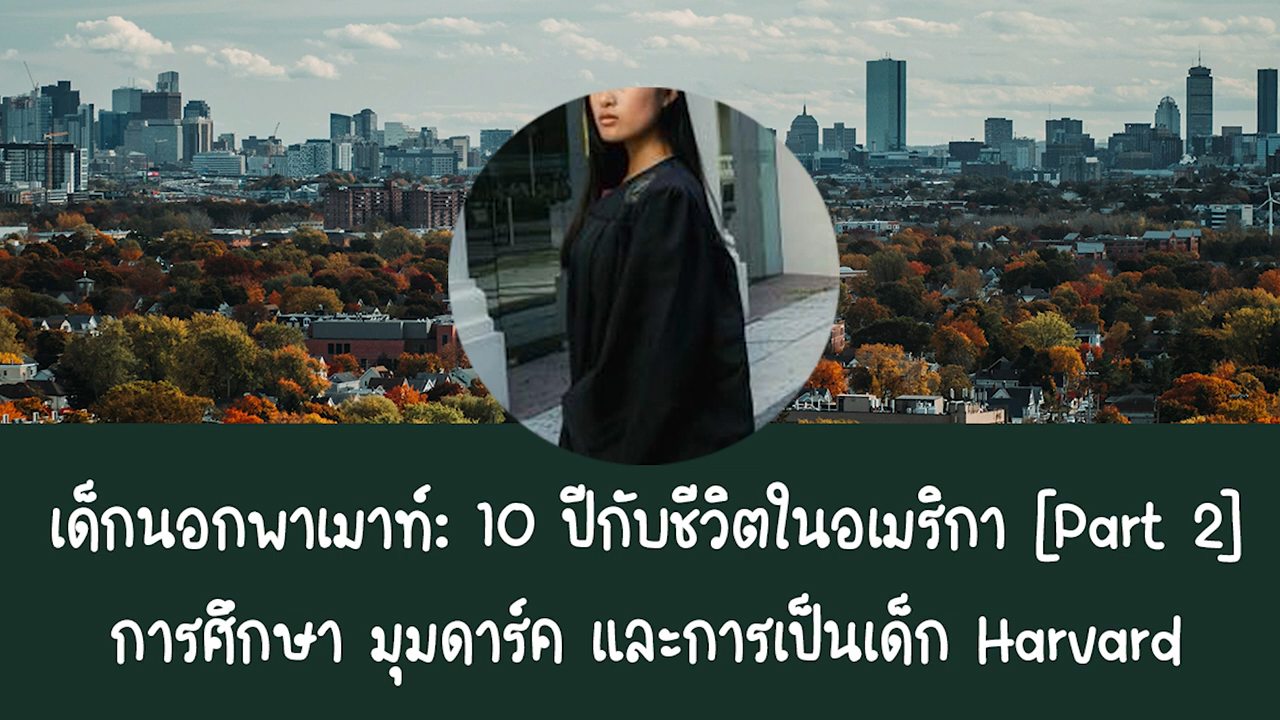 เด็กนอกพาเมาท์: 10 ปีกับชีวิตในอเมริกา [Part 2]
การศึกษา มุมดาร์ค และการเป็นเด็ก Harvard